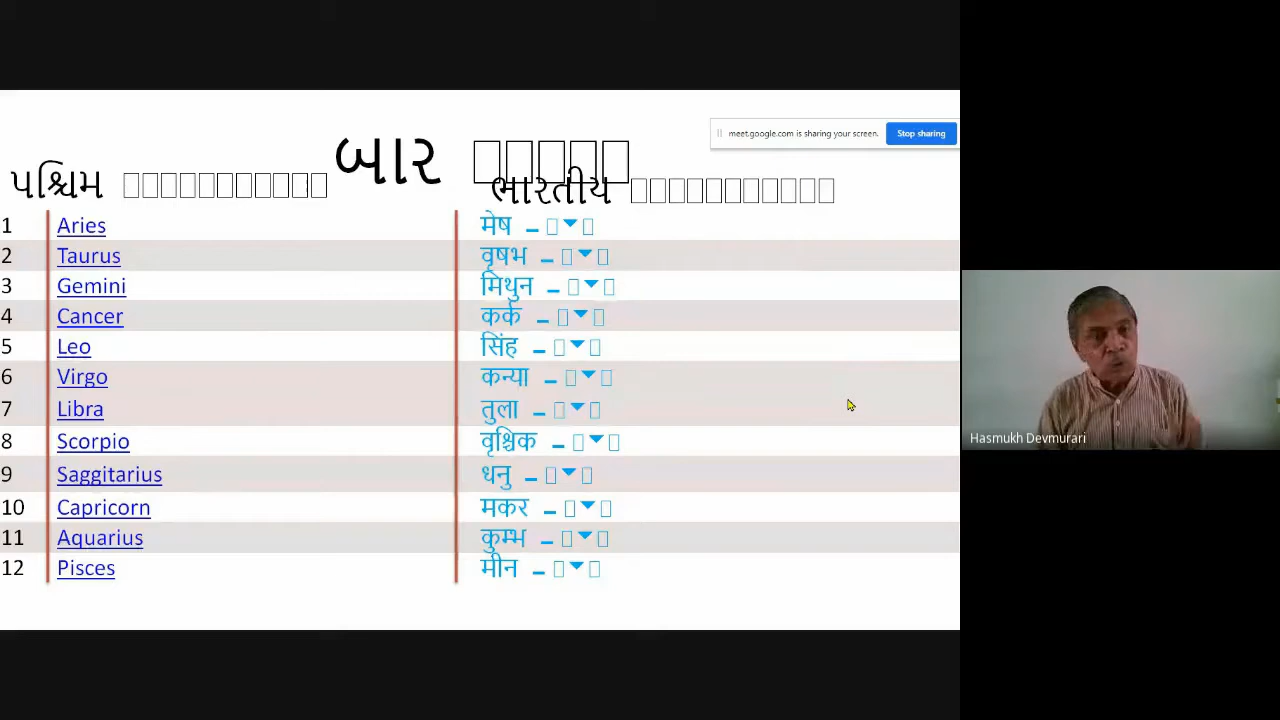 બાર
meet.google.com is sharing your screen. Stop sharing
પશ્ચિમ
ભારતીય
1 Aries मेष –
2 Taurus वृषभ –
3 Gemini मिथुन –
4 Cancer कर्क –
5 Leo सिंह –
6 Virgo कन्या –
7 Libra तुला –
8 Scorpio वृश्चिक –
9 Saggitarius धनु –
10 Capricorn मकर –
11 Aquarius कुम्भ –
12 Pisces मीन –
Hasmukh Devmurari